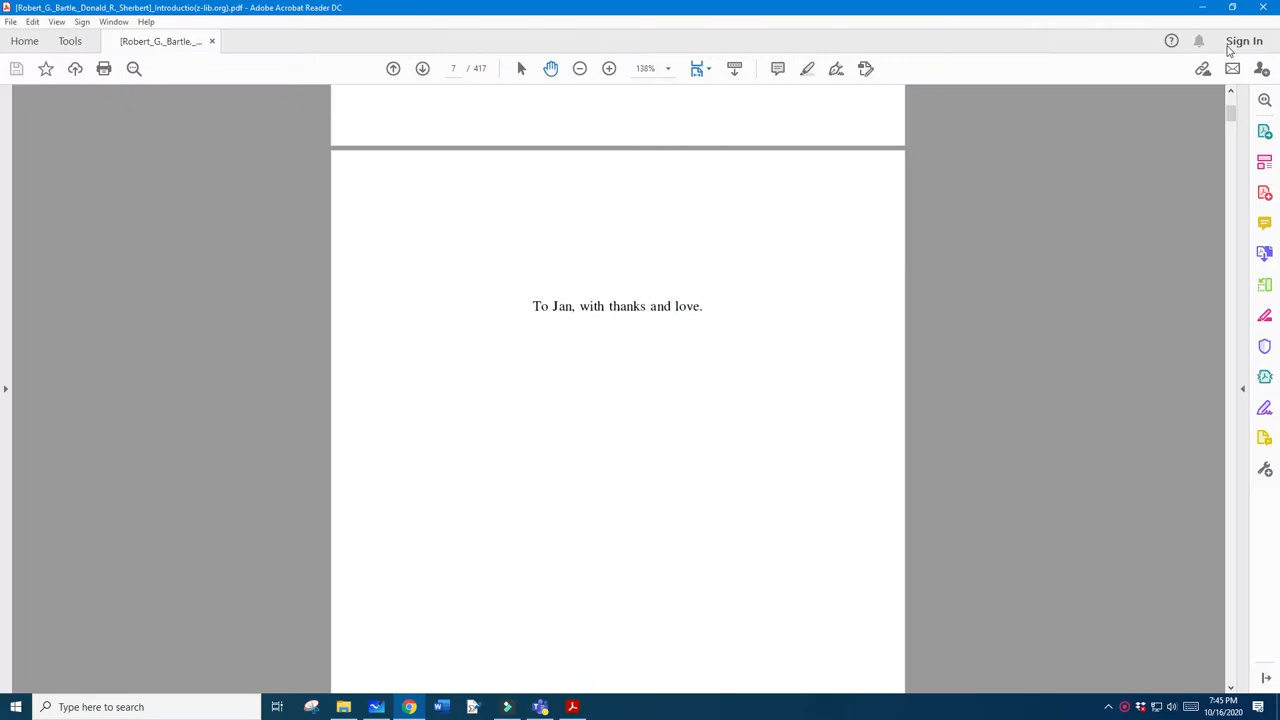 [Robert_G._Bartle_Donald_R._Sherbert]_Introductio(z-lib.org).pdf - Adobe Acrobat Reader DC
File Edit View Sign Window Help
Home Tools [Robert_G._Bartle._... × Sign In
7 / 417 138%
To Jan, with thanks and love.
Type here to search
7:45 PM
10/16/2020